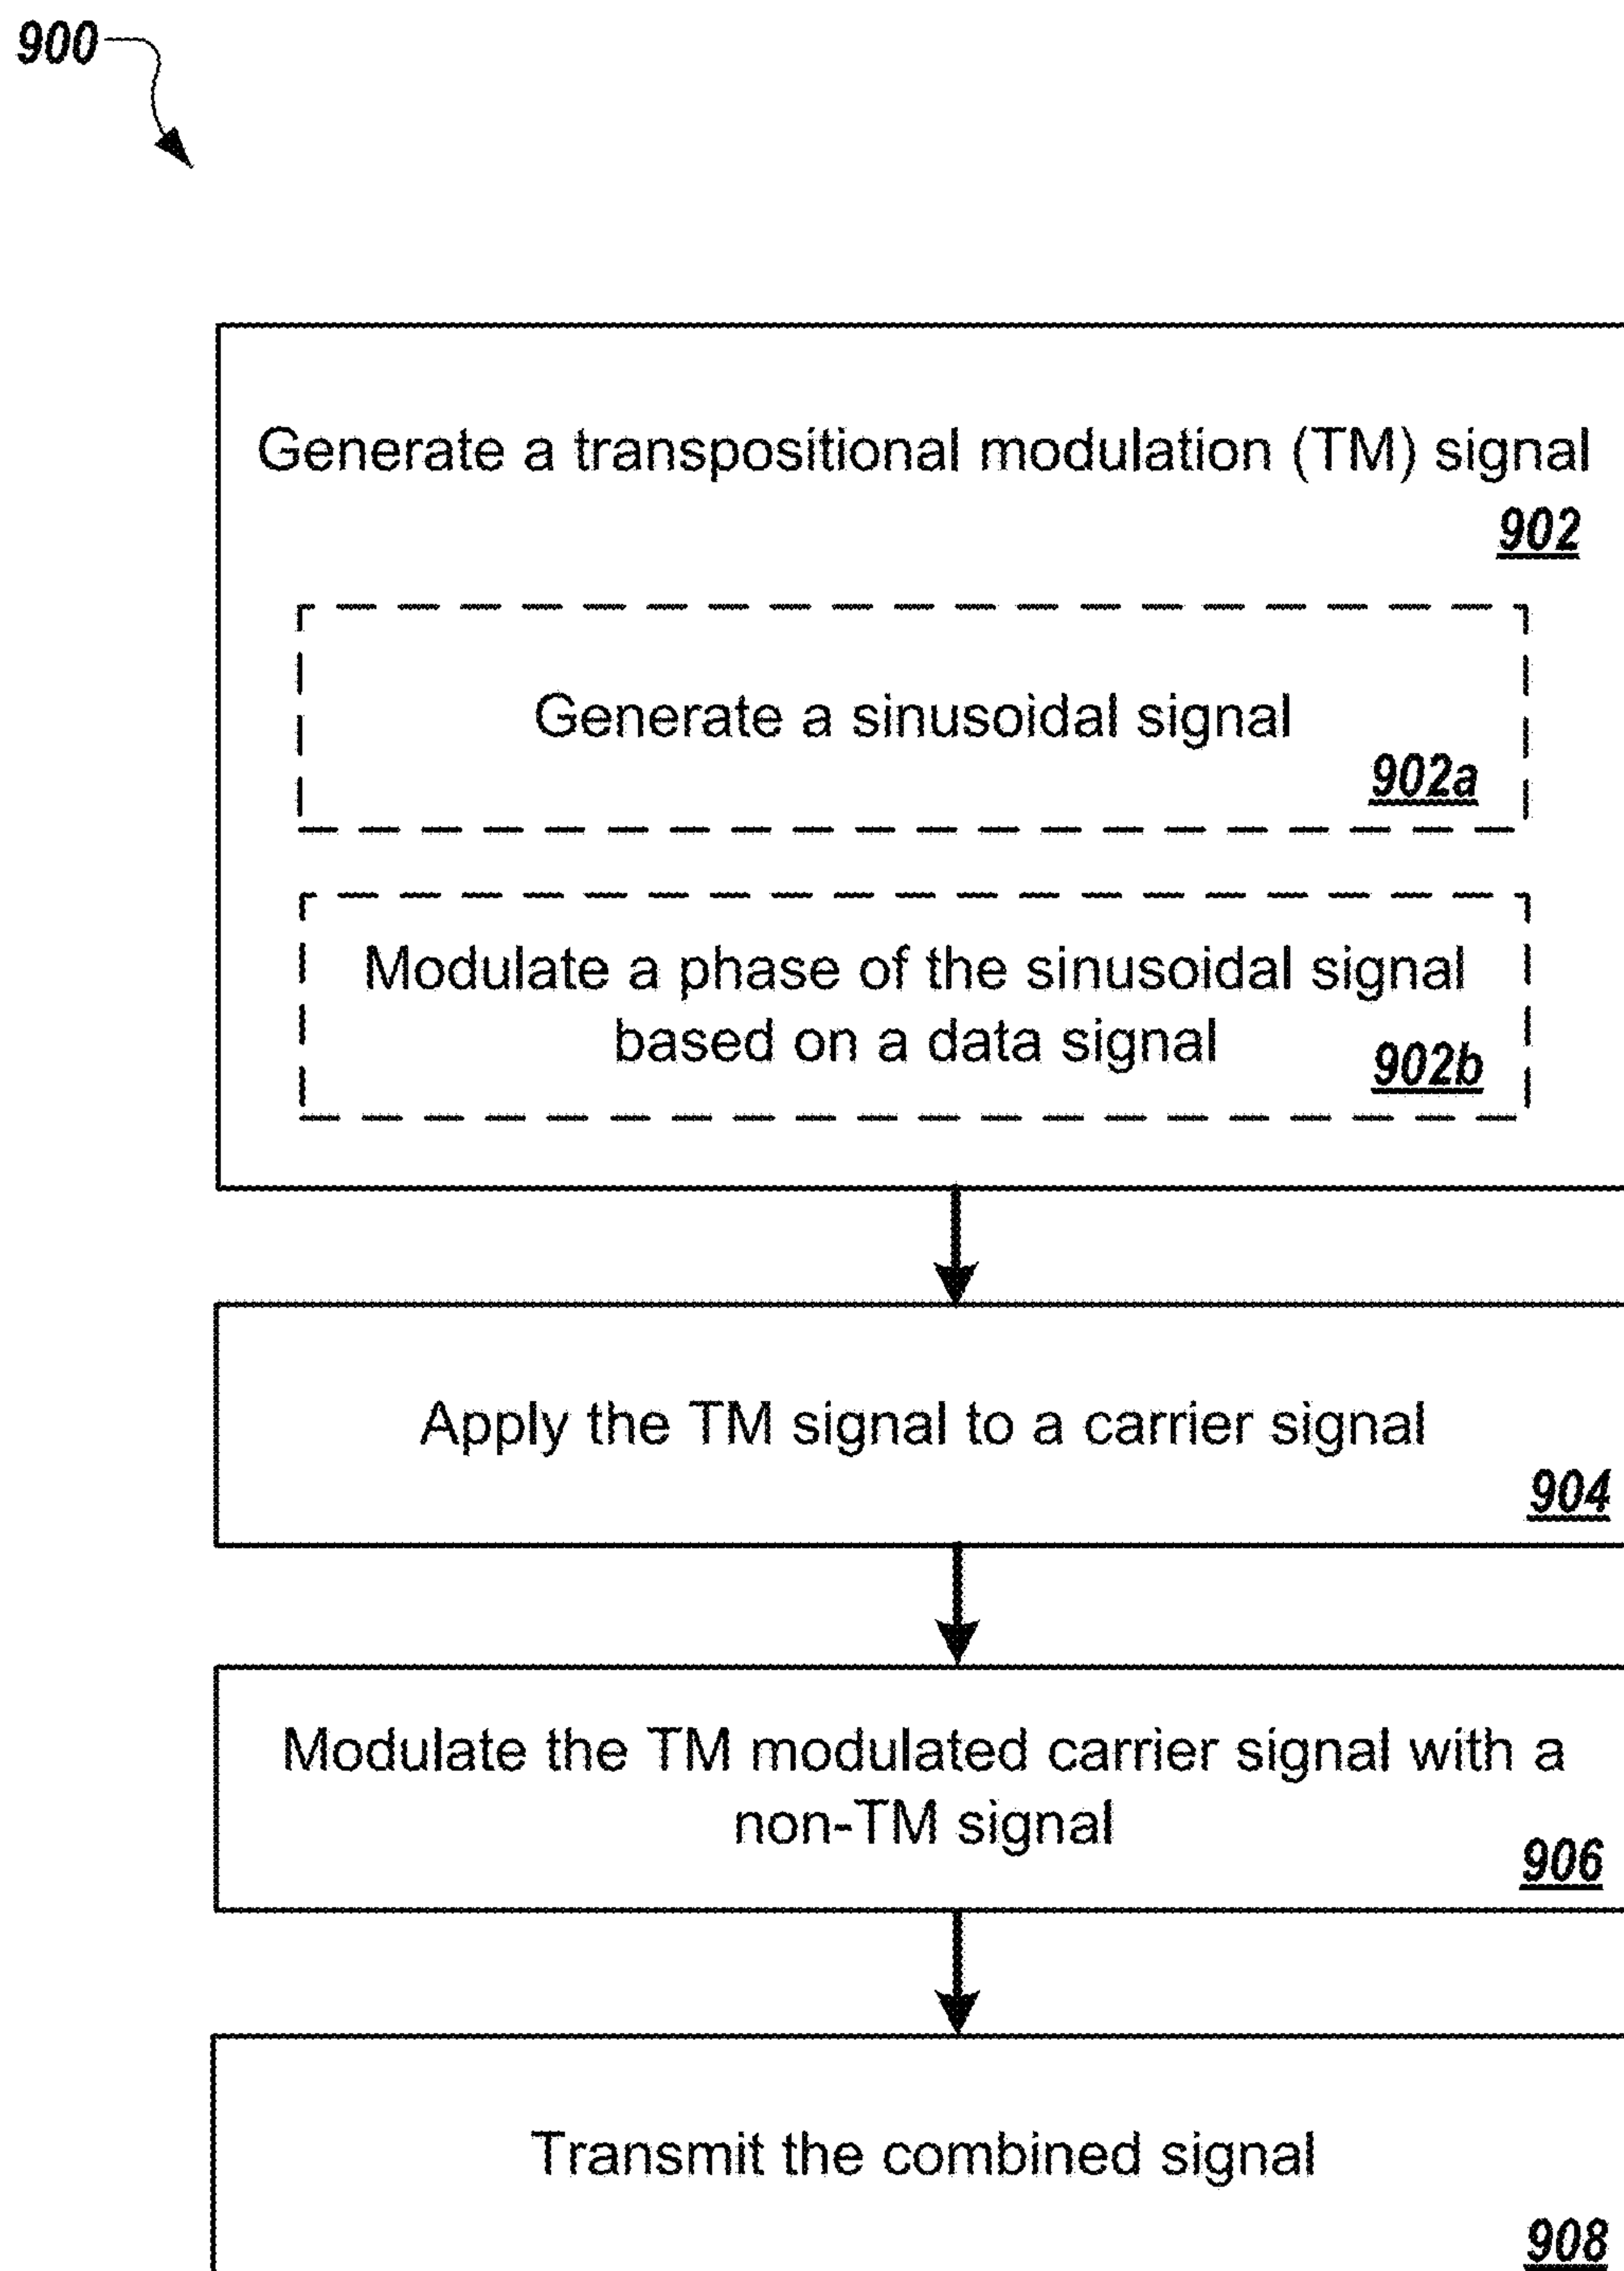 900
Generate a transpositional modulation (TM) signal
902
Generate a sinusoidal signal
902a
Modulate a phase of the sinusoidal signal
based on a data signal
902b
Apply the TM signal to a carrier signal
904
Modulate the TM modulated carrier signal with a
non-TM signal
906
Transmit the combined signal
908